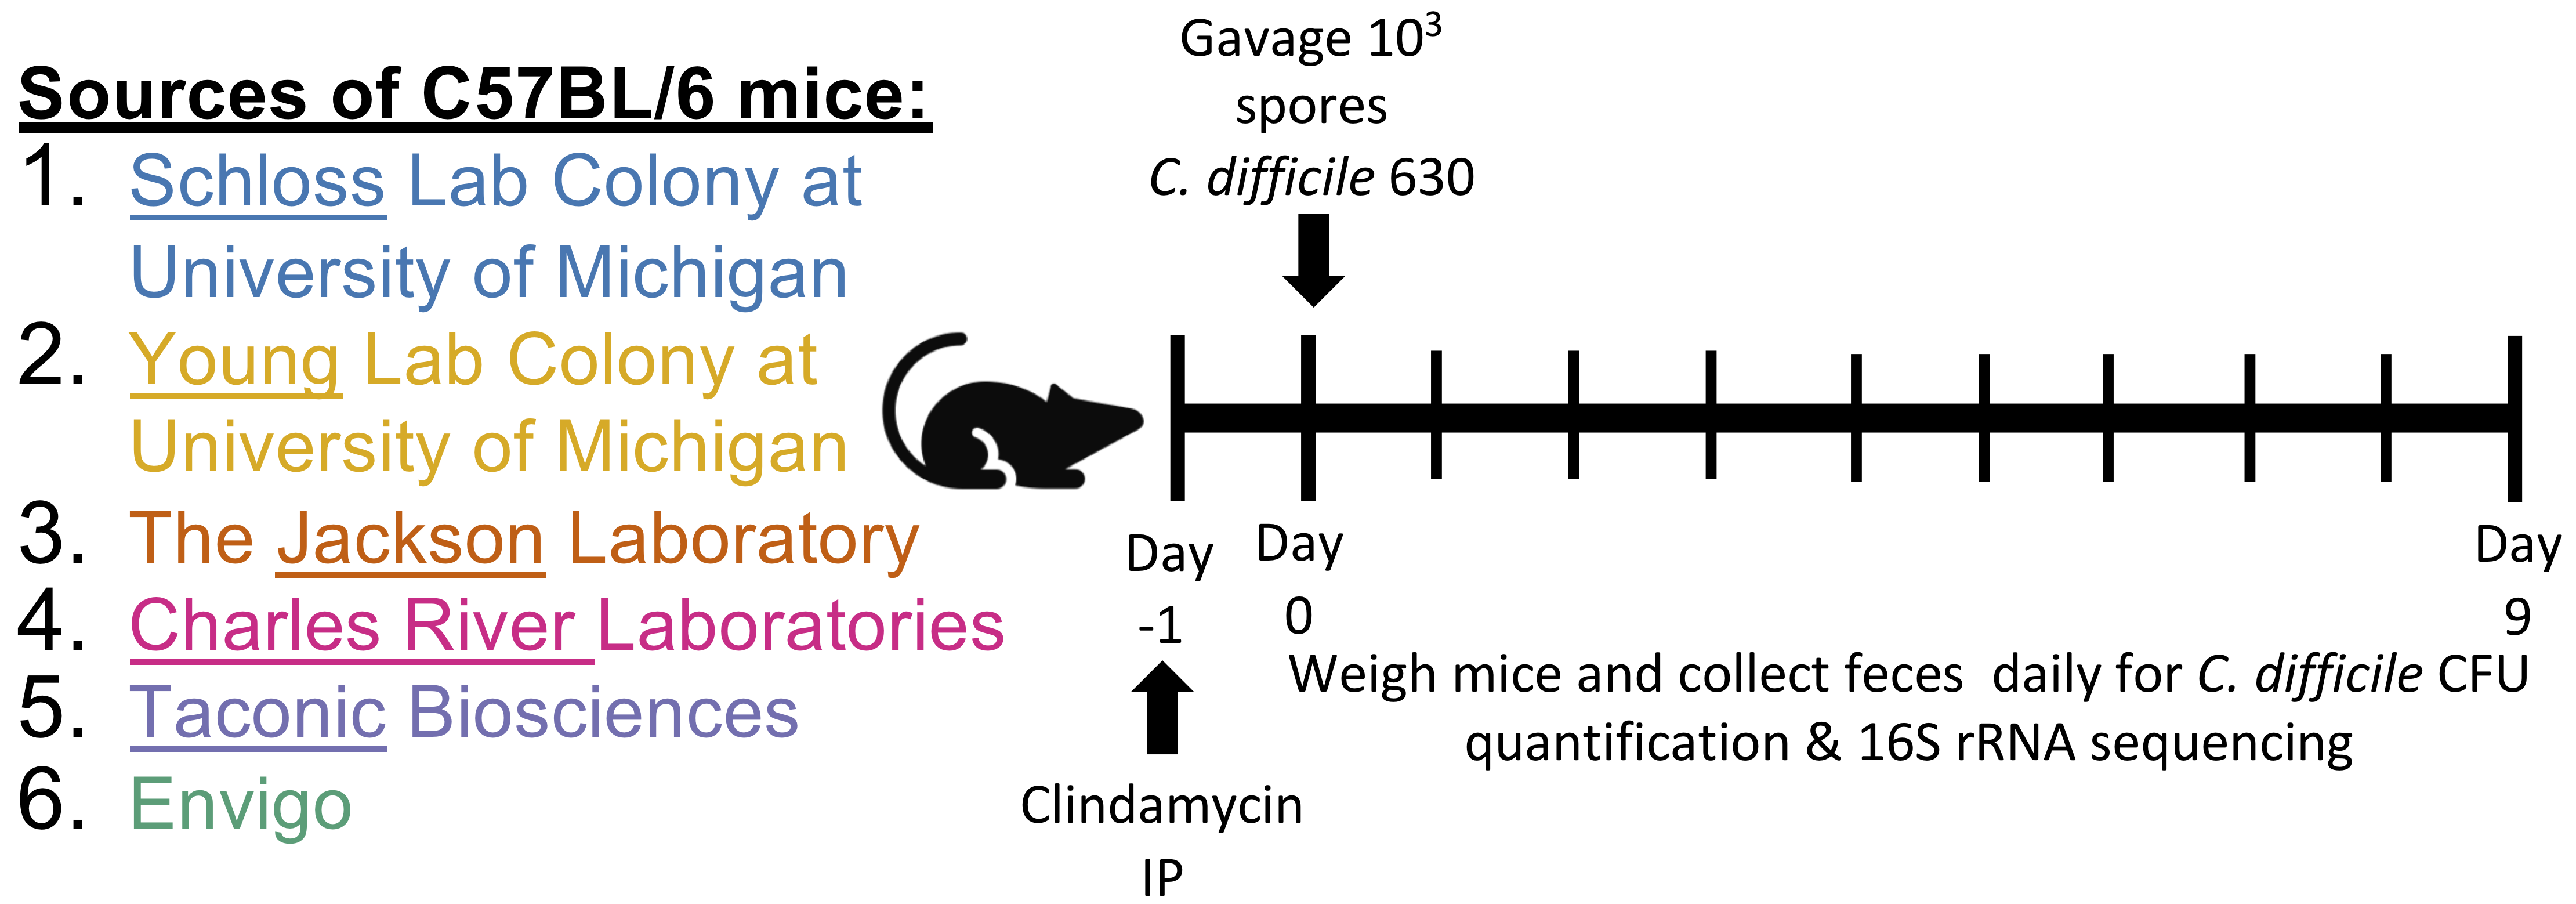 Sources of C57BL/6 mice:
1. Schloss Lab Colony at
University of Michigan
2. Young Lab Colony at
University of Michigan
3. The Jackson Laboratory
4. Charles River Laboratories
5. Taconic Biosciences
6. Envigo
Gavage 10³
spores
C. difficile 630
Day
-1
Day
0
Day
9
Weigh mice and collect feces daily for C. difficile CFU
quantification & 16S rRNA sequencing
Clindamycin
IP